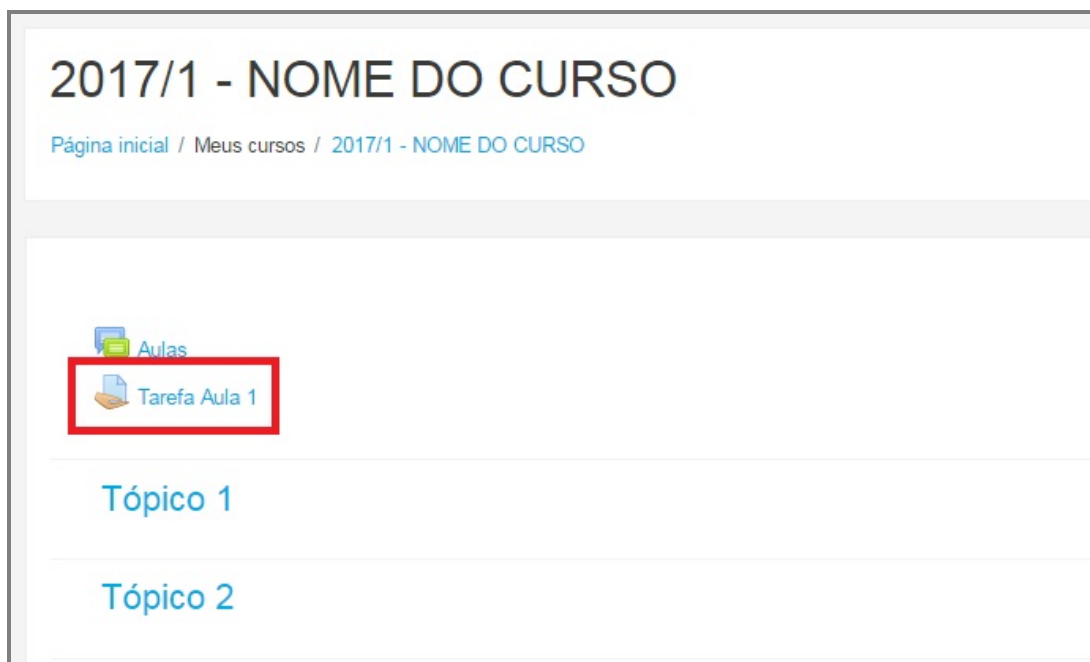 2017/1 - NOME DO CURSO
Página inicial / Meus cursos / 2017/1 - NOME DO CURSO
Aulas
Tarefa Aula 1
Tópico 1
Tópico 2